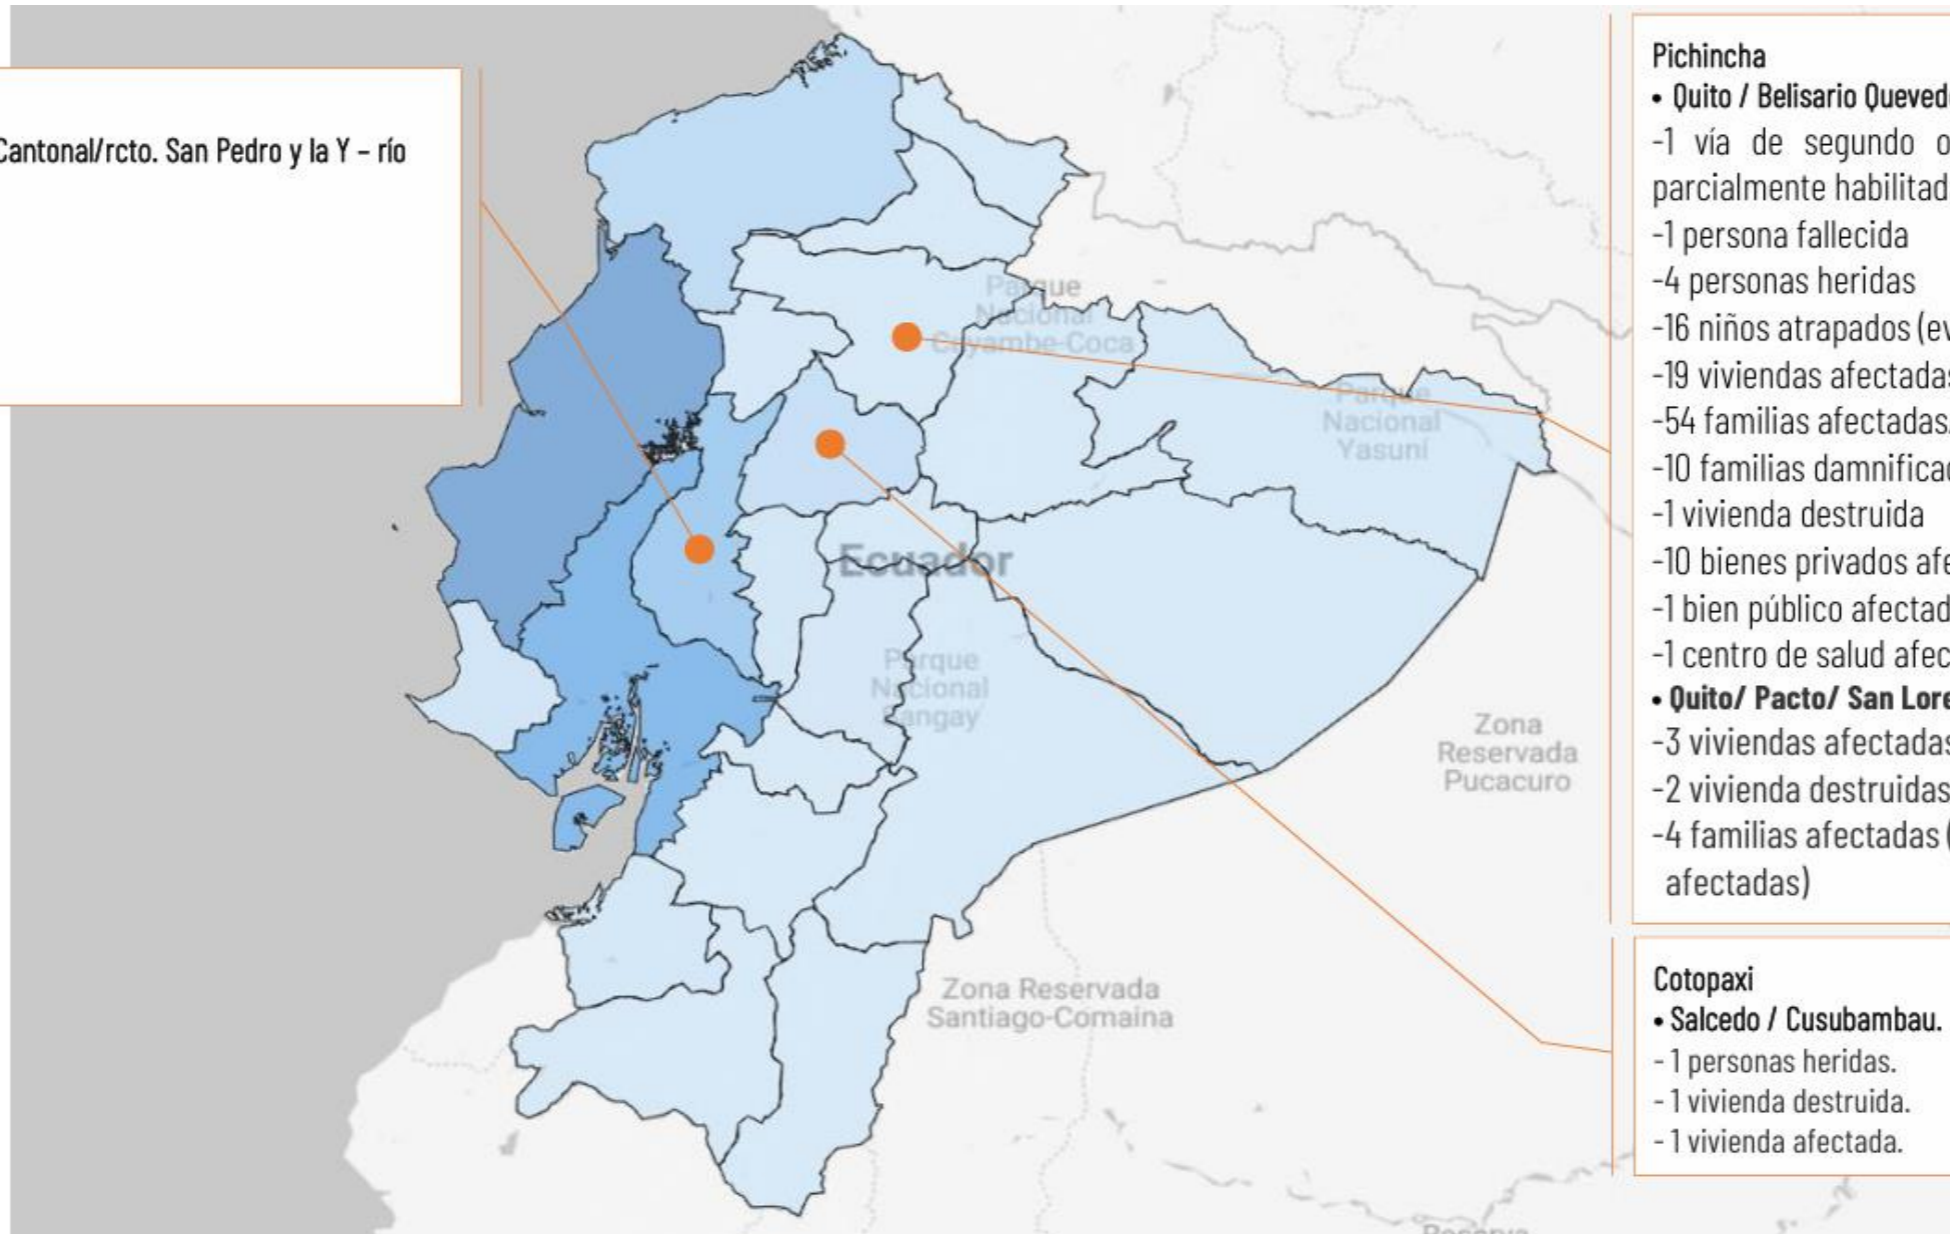 Cantonal/rcto. San Pedro y la Y – río
Pichincha
• Quito / Belisario Quevedo
-1 vía de segundo o
parcialmente habilitad
-1 persona fallecida
-4 personas heridas
-16 niños atrapados (ev
-19 viviendas afectadas
-54 familias afectadas.
-10 familias damnificad
-1 vivienda destruida
-10 bienes privados afe
-1 bien público afectad
-1 centro de salud afec
• Quito/ Pacto/ San Lore
-3 viviendas afectadas
-2 vivienda destruidas
-4 familias afectadas (
afectadas)
Cotopaxi
• Salcedo / Cusubambau.
- 1 personas heridas.
- 1 vivienda destruida.
- 1 vivienda afectada.
Parque
Nacional
Cayambe-Coca
Parque
Nacional
Yasuní
Ecuador
Parque
Nacional
Sangay
Zona
Reservada
Pucacuro
Zona Reservada
Santiago-Comaina